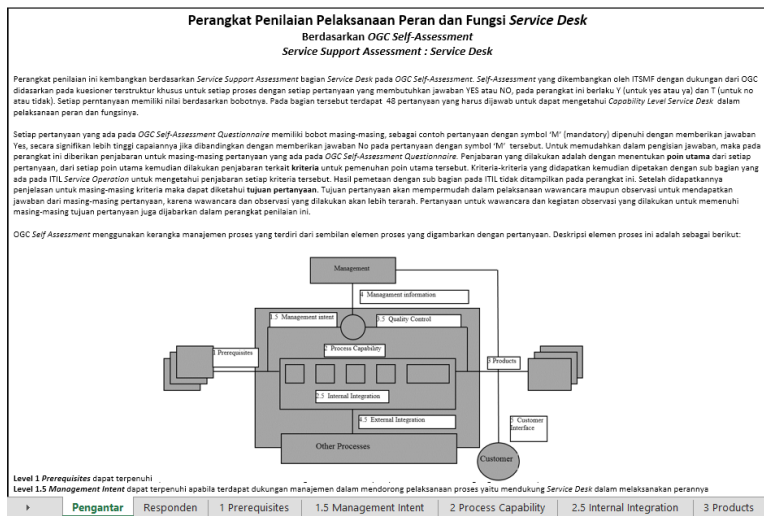 Perangkat Penilaian Pelaksanaan Peran dan Fungsi Service Desk
Berdasarkan OGC Self-Assessment
Service Support Assessment : Service Desk
Perangkat penilaian ini kembangkan berdasarkan Service Support Assessment bagian Service Desk pada OGC Self-Assessment. Self-Assessment yang dikembangkan oleh ITSMF dengan dukungan dari OGC
didasarkan pada kuesioner terstruktur khusus untuk setiap proses dengan setiap pertanyaan yang membutuhkan jawaban YES atau NO, pada perangkat ini berlaku Y (untuk yes atau ya) dan T (untuk no
atau tidak). Setiap perntanyaan memiliki nilai berdasarkan bobotnya. Pada bagian tersebut terdapat 48 pertanyaan yang harus dijawab untuk dapat mengetahui Capability Level Service Desk dalam
pelaksanaan peran dan fungsinya.
Setiap pertanyaan yang ada pada OGC Self-Assessment Questionnaire memiliki bobot masing-masing, sebagai contoh pertanyaan dengan symbol 'M' (mandatory) dipenuhi dengan memberikan jawaban
Yes, secara signifikan lebih tinggi capaiannya jika dibandingkan dengan memberikan jawaban No pada pertanyaan dengan symbol 'M' tersebut. Untuk memudahkan dalam pengisian jawaban, maka pada
perangkat ini diberikan penjabaran untuk masing-masing pertanyaan yang ada pada OGC Self-Assessment Questionnaire. Penjabaran yang dilakukan adalah dengan menentukan poin utama dari setiap
pertanyaan, dari setiap poin utama kemudian dilakukan penjabaran terkait kriteria untuk pemenuhan poin utama tersebut. Kriteria-kriteria yang didapatkan kemudian dipetakan dengan sub bagian yang
ada pada ITIL Service Operation untuk mengetahui penjabaran setiap kriteria tersebut. Hasil pemetaan dengan sub bagian pada ITIL tidak ditampilkan pada perangkat ini. Setelah didapatkannya
penjelasan untuk masing-masing kriteria maka dapat diketahui tujuan pertanyaan. Tujuan pertanyaan akan mempermudah dalam pelaksanaan wawancara maupun observasi untuk mendapatkan
jawaban dari masing-masing pertanyaan, karena wawancara dan observasi yang dilakukan akan lebih terarah. Pertanyaan untuk wawancara dan kegiatan observasi yang dilakukan untuk memenuhi
masing-masing tujuan pertanyaan juga dijabarkan dalam perangkat penilaian ini.
OGC Self Assessment menggunakan kerangka manajemen proses yang terdiri dari sembilan elemen proses yang digambarkan dengan pertanyaan. Deskripsi elemen proses ini adalah sebagai berikut:
Management
4 Management information
1.5 Management intent
3.5 Quality Control
1 Prerequisites
2 Process Capability
3 Products
2.5 Internal Integration
4.5 External Integration
5 Customer
Interface
Other Processes
Customer
Level 1 Prerequisites dapat terpenuhi
Level 1.5 Management Intent dapat terpenuhi apabila terdapat dukungan manajemen dalam mendorong pelaksanaan proses yaitu mendukung Service Desk dalam melaksanakan perannya
Pengantar Responden 1 Prerequisites 1.5 Management Intent 2 Process Capability 2.5 Internal Integration 3 Products